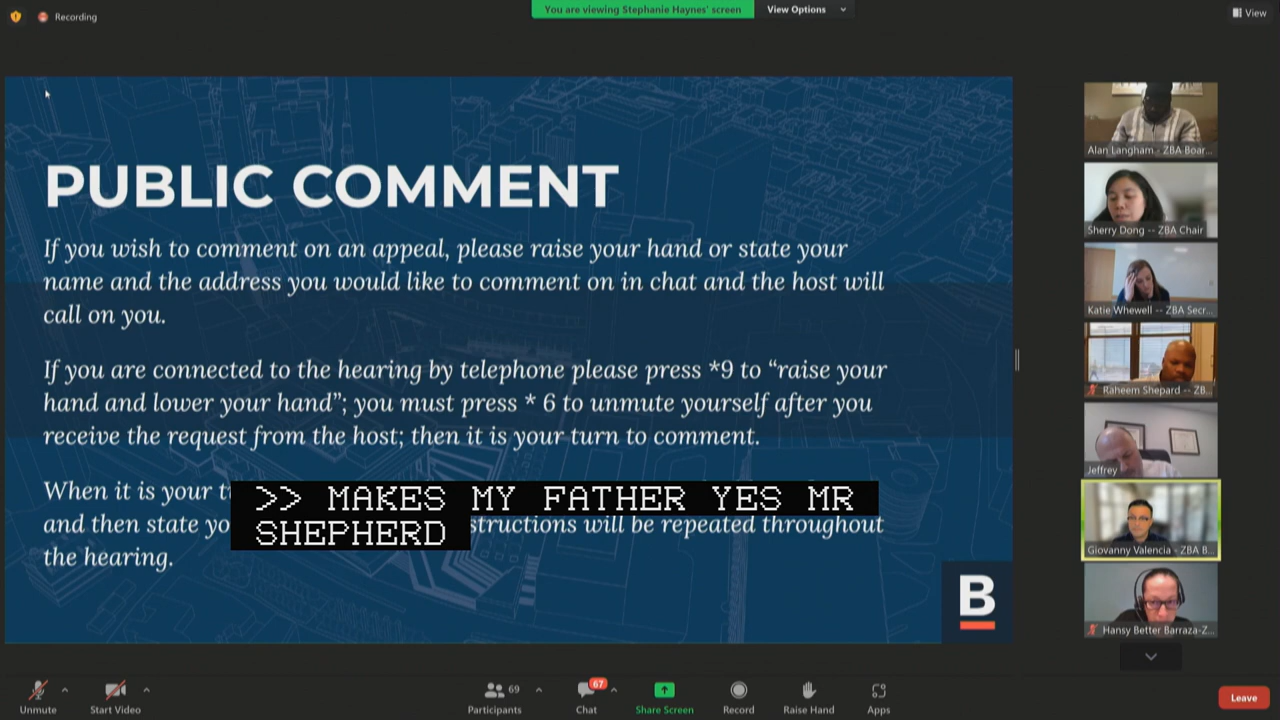 Recording
You are viewing Stephanie Haynes' screen
View Options
View
PUBLIC COMMENT
If you wish to comment on an appeal, please raise your hand or state your
name and the address you would like to comment on in chat and the host will
call on you.
If you are connected to the hearing by telephone please press *9 to “raise your
hand and lower your hand”; you must press * 6 to unmute yourself after you
receive the request from the host; then it is your turn to comment.
When it is your t
>> MAKES MY FATHER YES MR
SHEPHERD
and then state yo
structions will be repeated throughout
the hearing.
B
Alan Langham - ZBA Boar...
Sherry Dong -- ZBA Chair
Katie Whewell -- ZBA Secr...
Raheem Shepard -- ZB...
Jeffrey
Giovanny Valencia - ZBA B...
Hansy Better Barraza-Z...
Unmute
Start Video
69
Participants
67
Chat
Share Screen
Record
Raise Hand
Apps
Leave